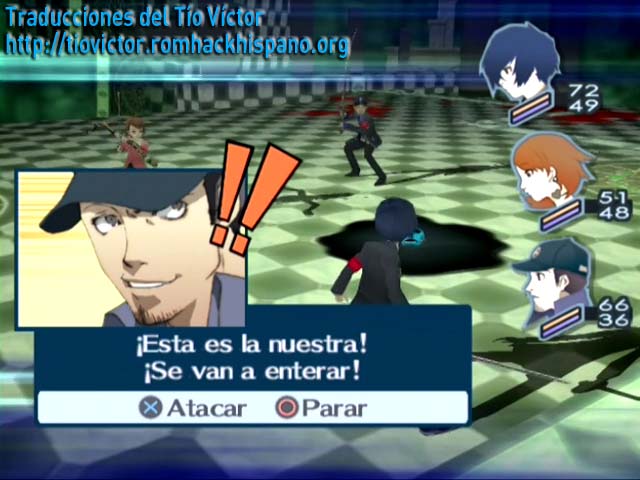 Traducciones del Tío Víctor
http://tiovictor.romhackhispano.org
72
49
51
48
66
36
!!
¡Esta es la nuestra!
¡Se van a enterar!
Atacar Parar